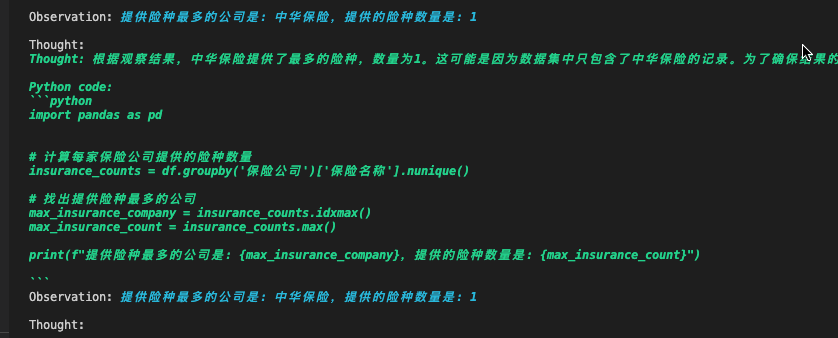 Observation: 提供险种最多的公司是: 中华保险, 提供的险种数量是: 1
Thought:
Thought: 根据观察结果, 中华保险提供了最多的险种, 数量为1。这可能是因为数据集中只包含了中华保险的记录。为了确保结果的
Python code:
```python
import pandas as pd
# 计算每家保险公司提供的险种数量
insurance_counts = df.groupby('保险公司')['保险名称'].nunique()
# 找出提供险种最多的公司
max_insurance_company = insurance_counts.idxmax()
max_insurance_count = insurance_counts.max()
print(f"提供险种最多的公司是: {max_insurance_company}, 提供的险种数量是: {max_insurance_count}")
```
Observation: 提供险种最多的公司是: 中华保险, 提供的险种数量是: 1
Thought: